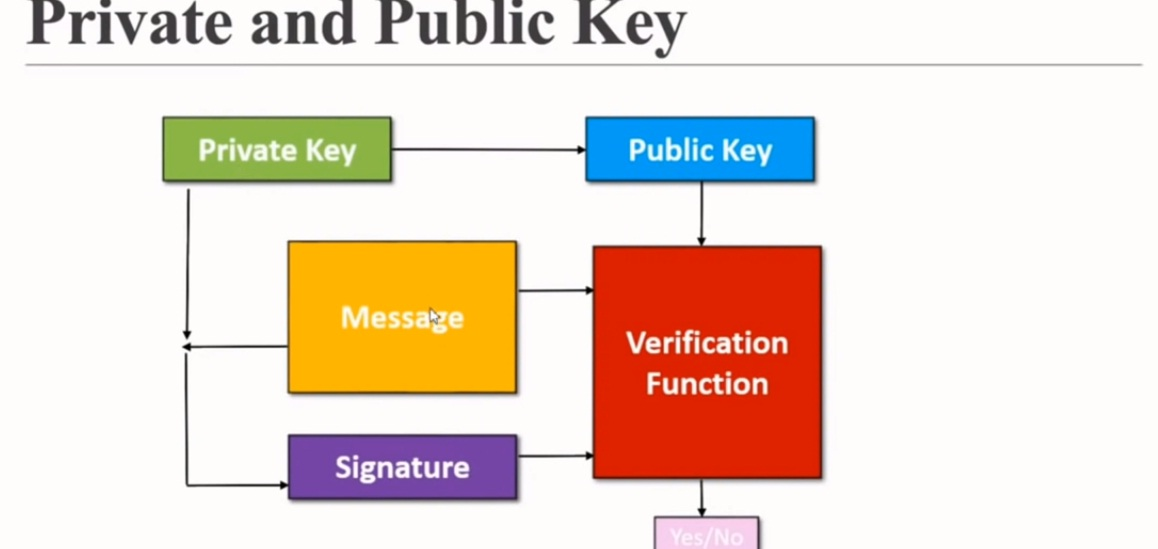 Private and Public Key
Private Key
Public Key
Message
Verification
Function
Signature
Yes/No